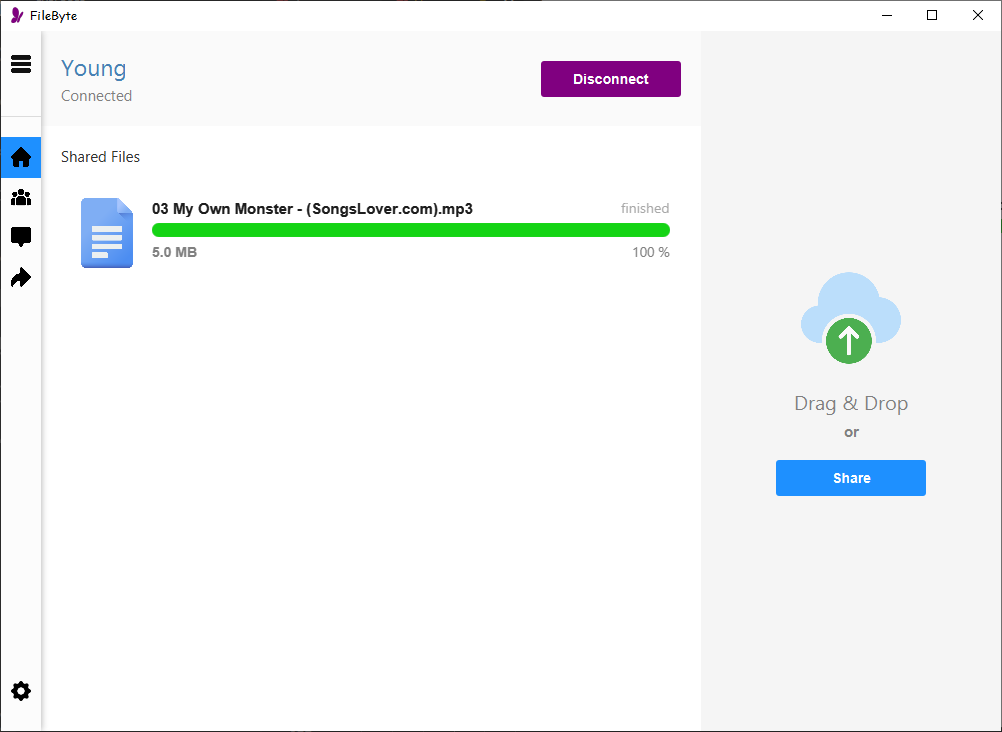 FileByte
Young
Connected
Disconnect
Shared Files
03 My Own Monster - (SongsLover.com).mp3
finished
5.0 MB
100 %
Drag & Drop
or
Share